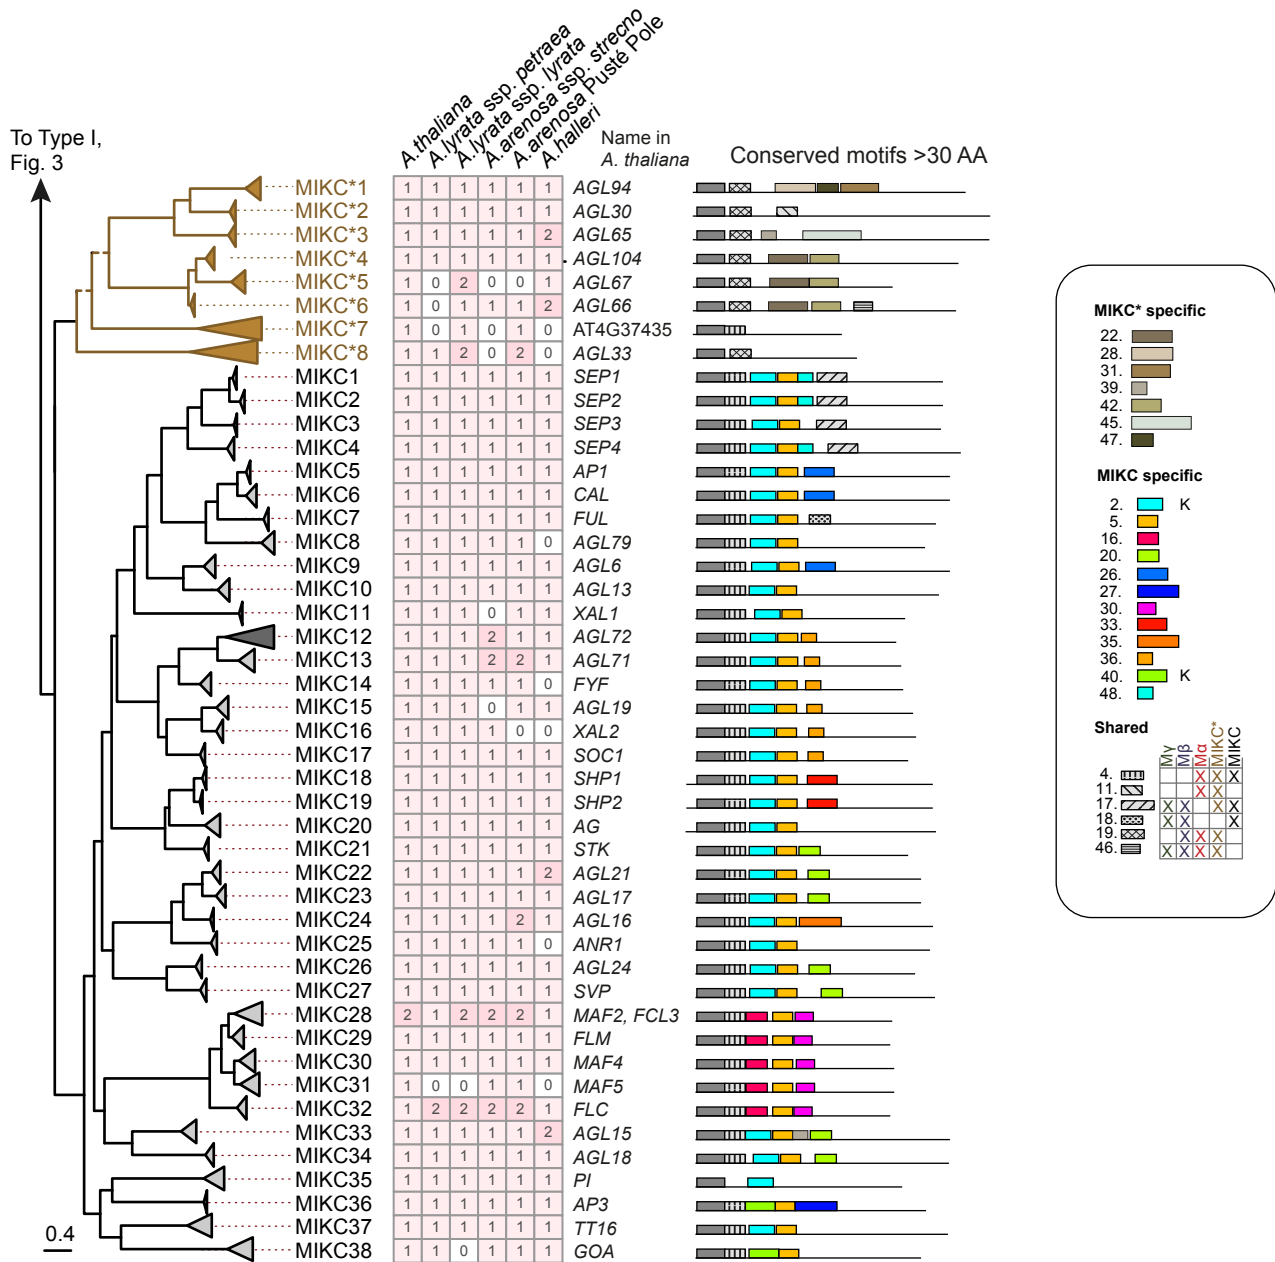 To Type I,
Fig. 3
A.thaliana
A.lyrata ssp. petraea
A.lyrata ssp. lyrata
A.arenosa ssp. strecno
A.arenosa Pusté Pole
A.halleri
Name in
A. thaliana
Conserved motifs >30 AA
MIKC*1 1 1 1 1 1 1 AGL94
MIKC*2 1 1 1 1 1 1 AGL30
MIKC*3 1 1 1 1 1 2 AGL65
MIKC*4 1 1 1 1 1 1 AGL104
MIKC*5 1 0 2 0 0 1 AGL67
MIKC*6 1 0 1 1 1 2 AGL66
MIKC*7 1 0 1 0 1 0 AT4G37435
MIKC*8 1 1 2 0 2 0 AGL33
MIKC1 1 1 1 1 1 1 SEP1
MIKC2 1 1 1 1 1 1 SEP2
MIKC3 1 1 1 1 1 1 SEP3
MIKC4 1 1 1 1 1 1 SEP4
MIKC5 1 1 1 1 1 1 AP1
MIKC6 1 1 1 1 1 1 CAL
MIKC7 1 1 1 1 1 1 FUL
MIKC8 1 1 1 1 1 0 AGL79
MIKC9 1 1 1 1 1 1 AGL6
MIKC10 1 1 1 1 1 1 AGL13
MIKC11 1 1 1 0 1 1 XAL1
MIKC12 1 1 1 2 1 1 AGL72
MIKC13 1 1 1 2 2 1 AGL71
MIKC14 1 1 1 1 1 0 FYF
MIKC15 1 1 1 0 1 1 AGL19
MIKC16 1 1 1 1 0 0 XAL2
MIKC17 1 1 1 1 1 1 SOC1
MIKC18 1 1 1 1 1 1 SHP1
MIKC19 1 1 1 1 1 1 SHP2
MIKC20 1 1 1 1 1 1 AG
MIKC21 1 1 1 1 1 1 STK
MIKC22 1 1 1 1 1 2 AGL21
MIKC23 1 1 1 1 1 1 AGL17
MIKC24 1 1 1 1 2 1 AGL16
MIKC25 1 1 1 1 1 0 ANR1
MIKC26 1 1 1 1 1 1 AGL24
MIKC27 1 1 1 1 1 1 SVP
MIKC28 2 1 2 2 2 1 MAF2, FCL3
MIKC29 1 1 1 1 1 1 FLM
MIKC30 1 1 1 1 1 1 MAF4
MIKC31 1 0 0 1 1 0 MAF5
MIKC32 1 2 2 2 2 1 FLC
MIKC33 1 1 1 1 1 2 AGL15
MIKC34 1 1 1 1 1 1 AGL18
MIKC35 1 1 1 1 1 1 PI
MIKC36 1 1 1 1 1 1 AP3
MIKC37 1 1 1 1 1 1 TT16
MIKC38 1 1 0 1 1 1 GOA
0.4
MIKC* specific
22.
28.
31.
39.
42.
45.
47.
MIKC specific
2. K
5.
16.
20.
26.
27.
30.
33.
35.
36.
40. K
48.
Shared
Mγ Mβ Mα MIKC* MIKC
4. X X X
11. X X
17. X X X X
18. X X X
19. X X X
46. X X X X